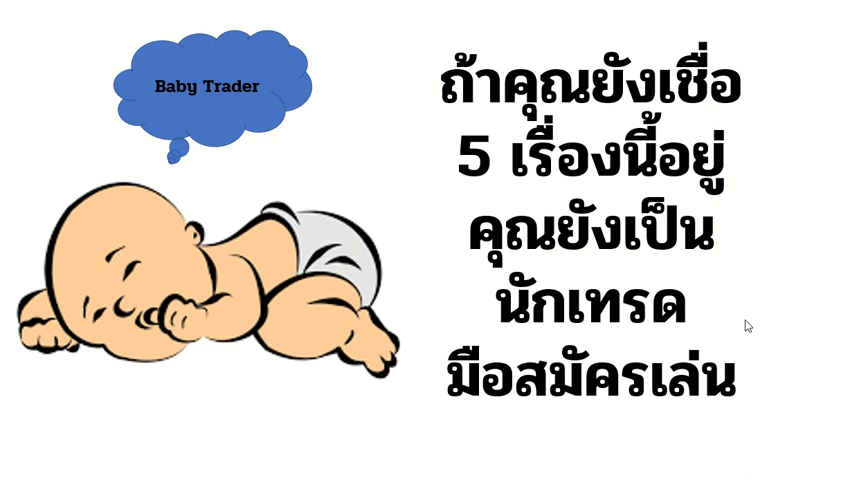 Baby Trader
ถ้าคุณยังเชื่อ
5 เรื่องนี้อยู่
คุณยังเป็น
นักเทรด
มือสมัครเล่น